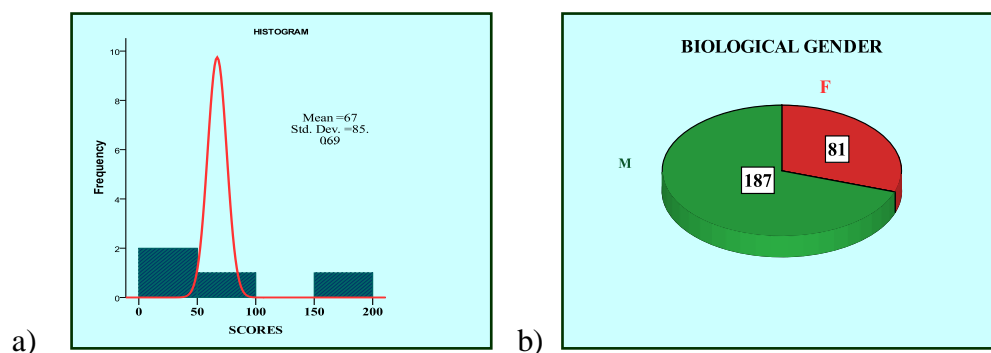 HISTOGRAM
10
8
6
4
2
0
Frequency
Mean =67
Std. Dev. =85.
069
0 50 100 150 200
SCORES
a)
BIOLOGICAL GENDER
F
81
M
187
b)